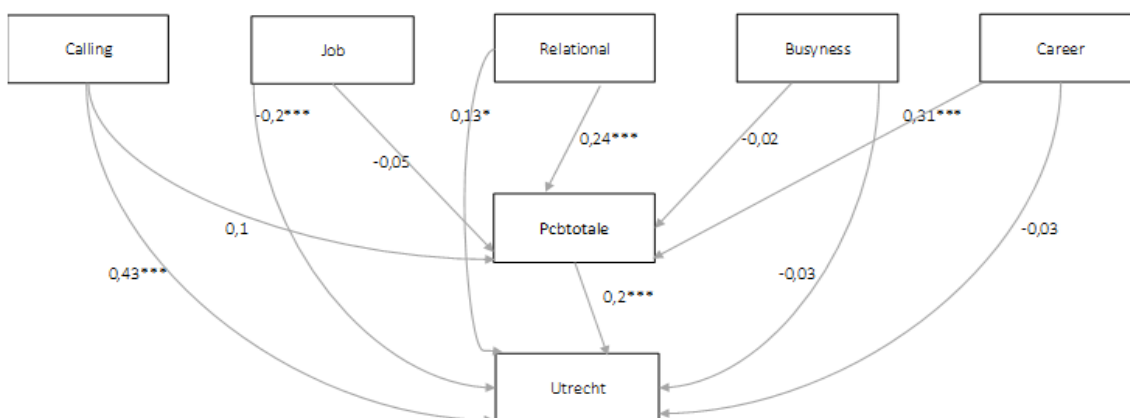 Calling
Job
Relational
Busyness
Career
-0,2***
0,13*
0,24***
-0,02
0,31***
-0,05
Pcbtotale
0,1
-0,03
0,43***
-0,03
0,2***
Utrecht